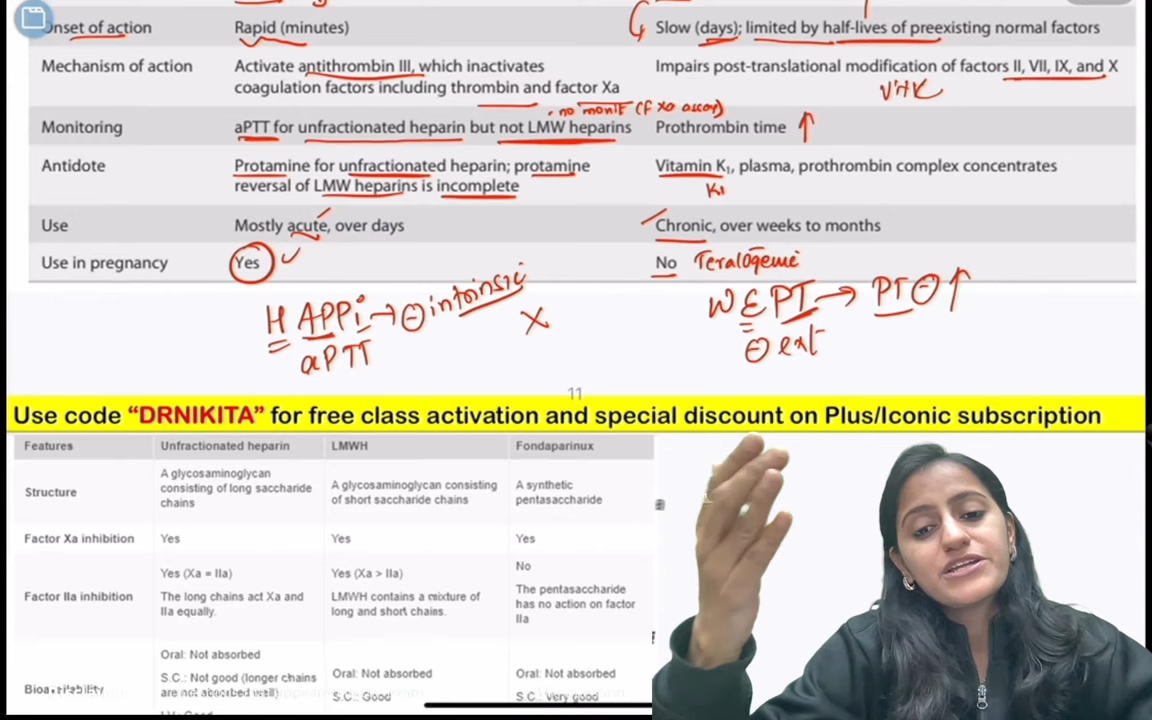 Onset of action Rapid (minutes) Slow (days); limited by half-lives of preexisting normal factors
Mechanism of action Activate antithrombin III, which inactivates coagulation factors including thrombin and factor Xa Impairs post-translational modification of factors II, VII, IX, and X
Monitoring aPTT for unfractionated heparin but not LMW heparins Prothrombin time ↑
Antidote Protamine for unfractionated heparin; protamine reversal of LMW heparins is incomplete Vitamin K₁, plasma, prothrombin complex concentrates
K₁
Use Mostly acute, over days Chronic, over weeks to months
Use in pregnancy Yes No Teratogenic
HAPPi → ⊖ intrinsic
X
aPTT
WEPT → PT ⊖ ↑
⊖ ext
11
Use code “DRNIKITA” for free class activation and special discount on Plus/Iconic subscription
Features Unfractionated heparin LMWH Fondaparinux
Structure A glycosaminoglycan consisting of long saccharide chains A glycosaminoglycan consisting of short saccharide chains A synthetic pentasaccharide
Factor Xa inhibition Yes Yes Yes
Factor IIa inhibition Yes (Xa = IIa) The long chains act Xa and IIa equally. Yes (Xa > IIa) LMWH contains a mixture of long and short chains. No The pentasaccharide has no action on factor IIa
Oral: Not absorbed S.C.: Not good (longer chains are not absorbed well) Oral: Not absorbed S.C.: Good Oral: Not absorbed S.C.: Very good